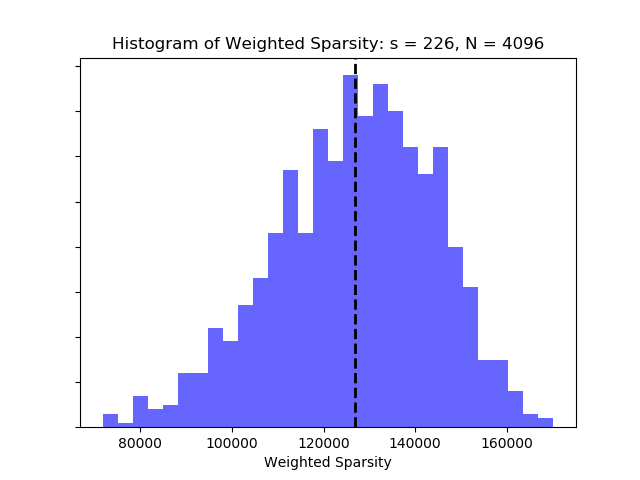 Histogram of Weighted Sparsity: s = 226, N = 4096
80000 100000 120000 140000 160000
Weighted Sparsity